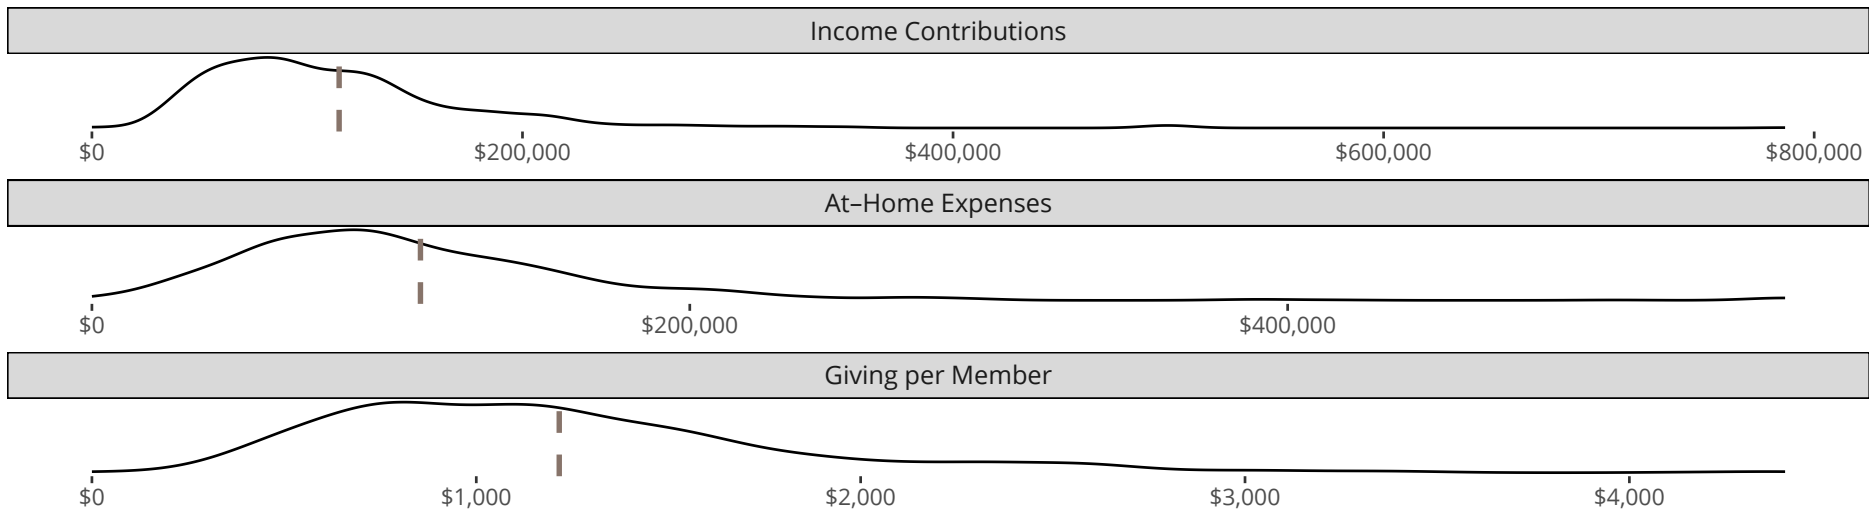 Income Contributions
$0 $200,000 $400,000 $600,000 $800,000
At–Home Expenses
$0 $200,000 $400,000
Giving per Member
$0 $1,000 $2,000 $3,000 $4,000